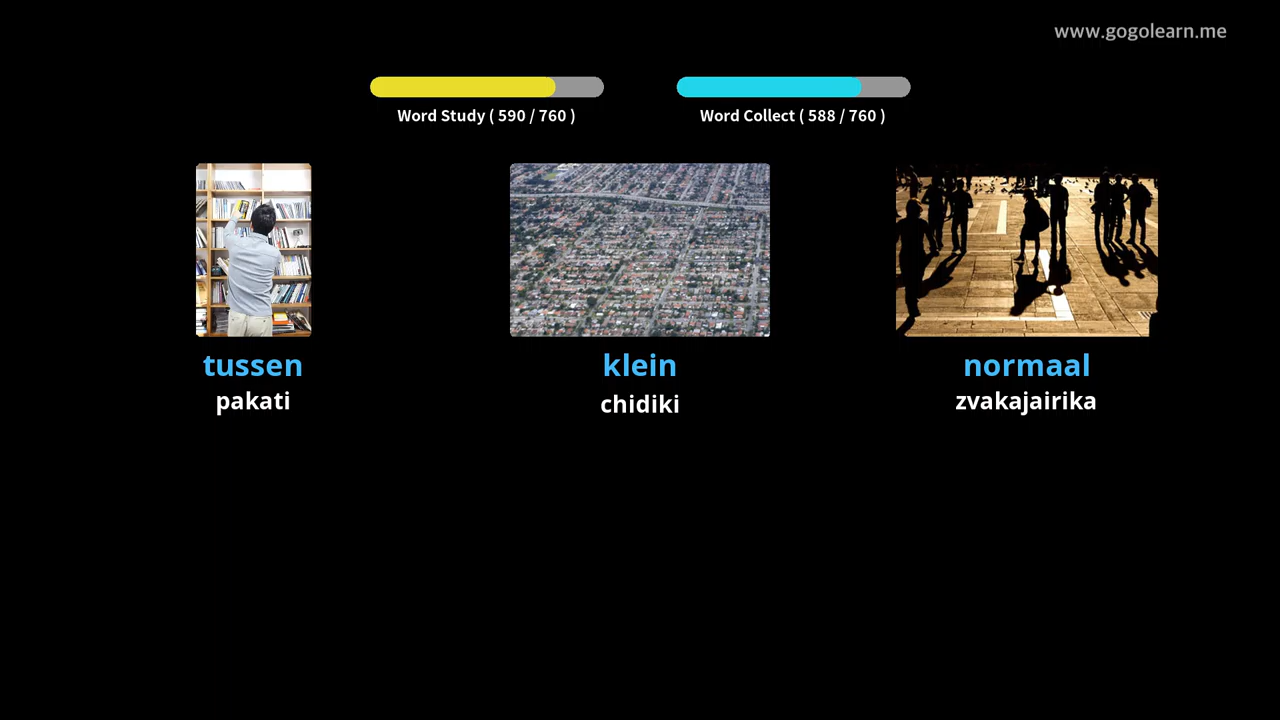 www.gogolearn.me
Word Study ( 590 / 760 )
Word Collect ( 588 / 760 )
tussen
pakati
klein
chidiki
normaal
zvakajairika